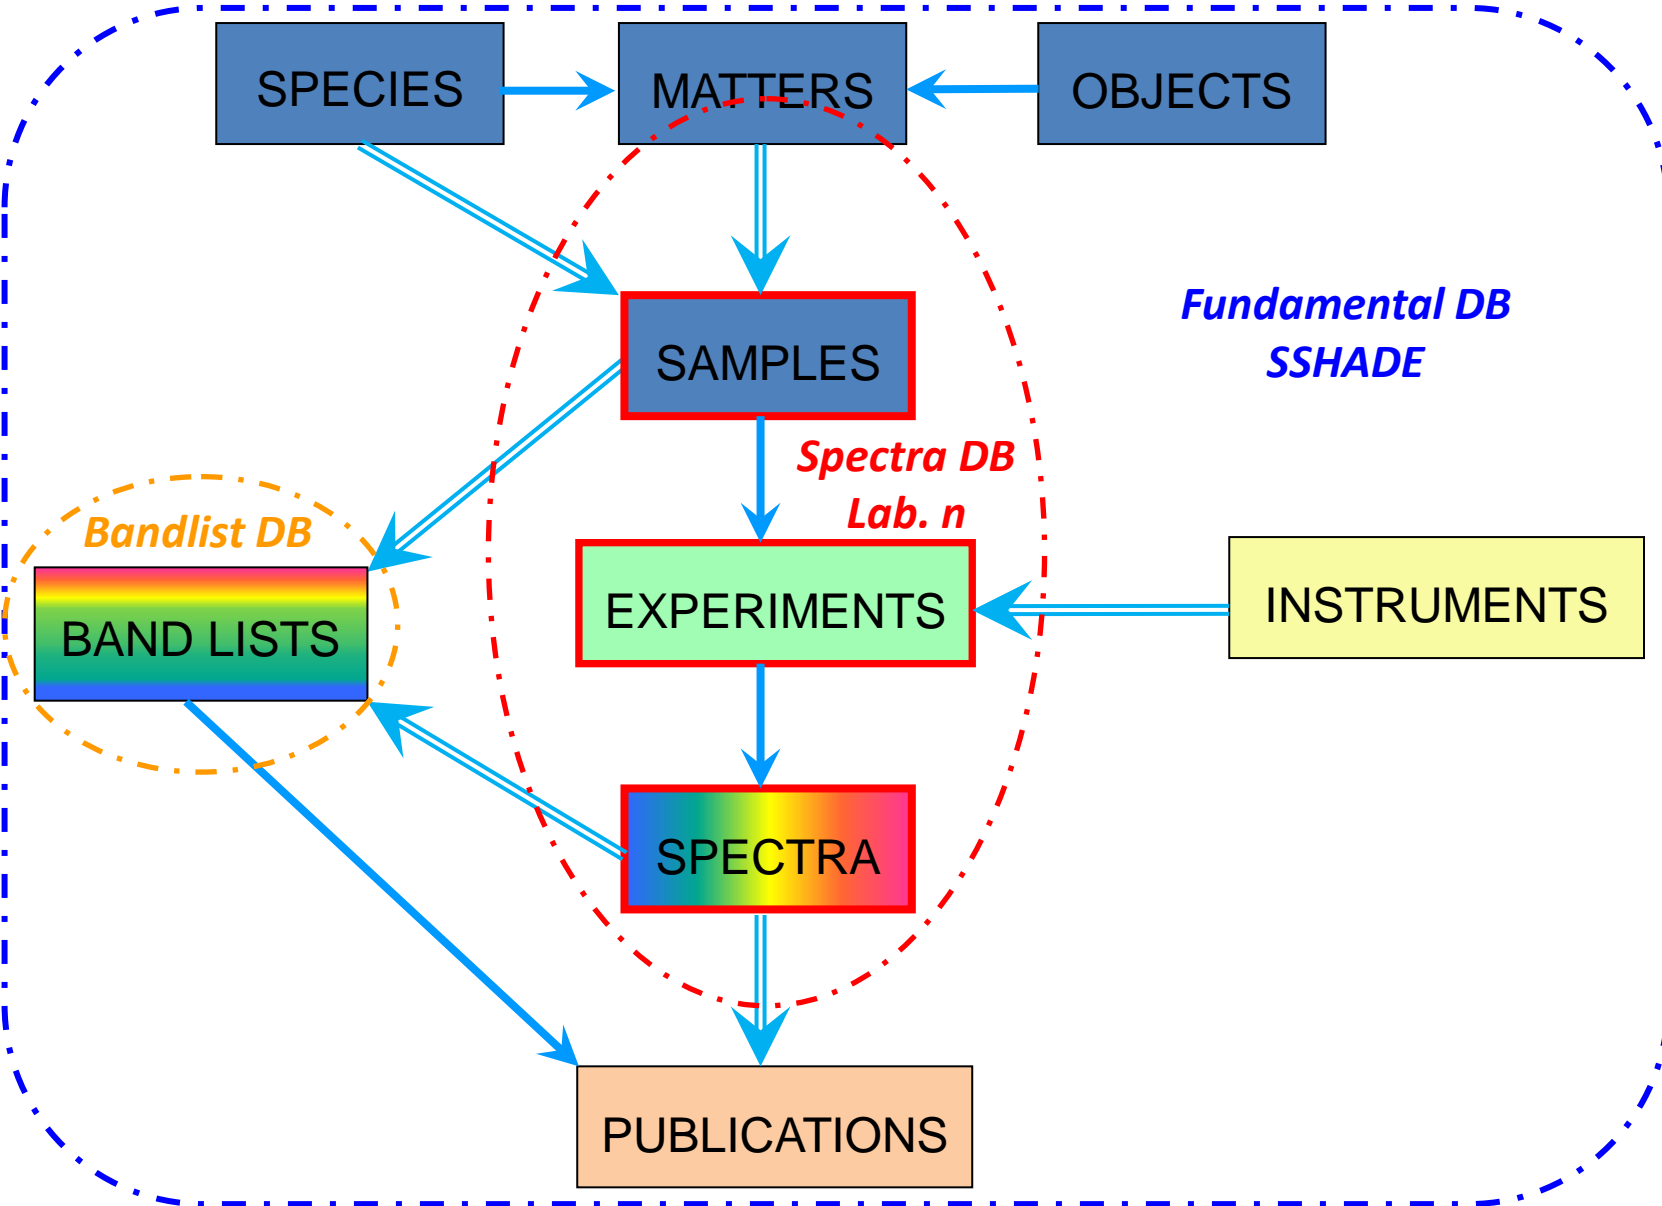 SPECIES
MATTERS
OBJECTS
Fundamental DB
SSHADE
SAMPLES
Spectra DB
Lab. n
Bandlist DB
BAND LISTS
EXPERIMENTS
INSTRUMENTS
SPECTRA
PUBLICATIONS